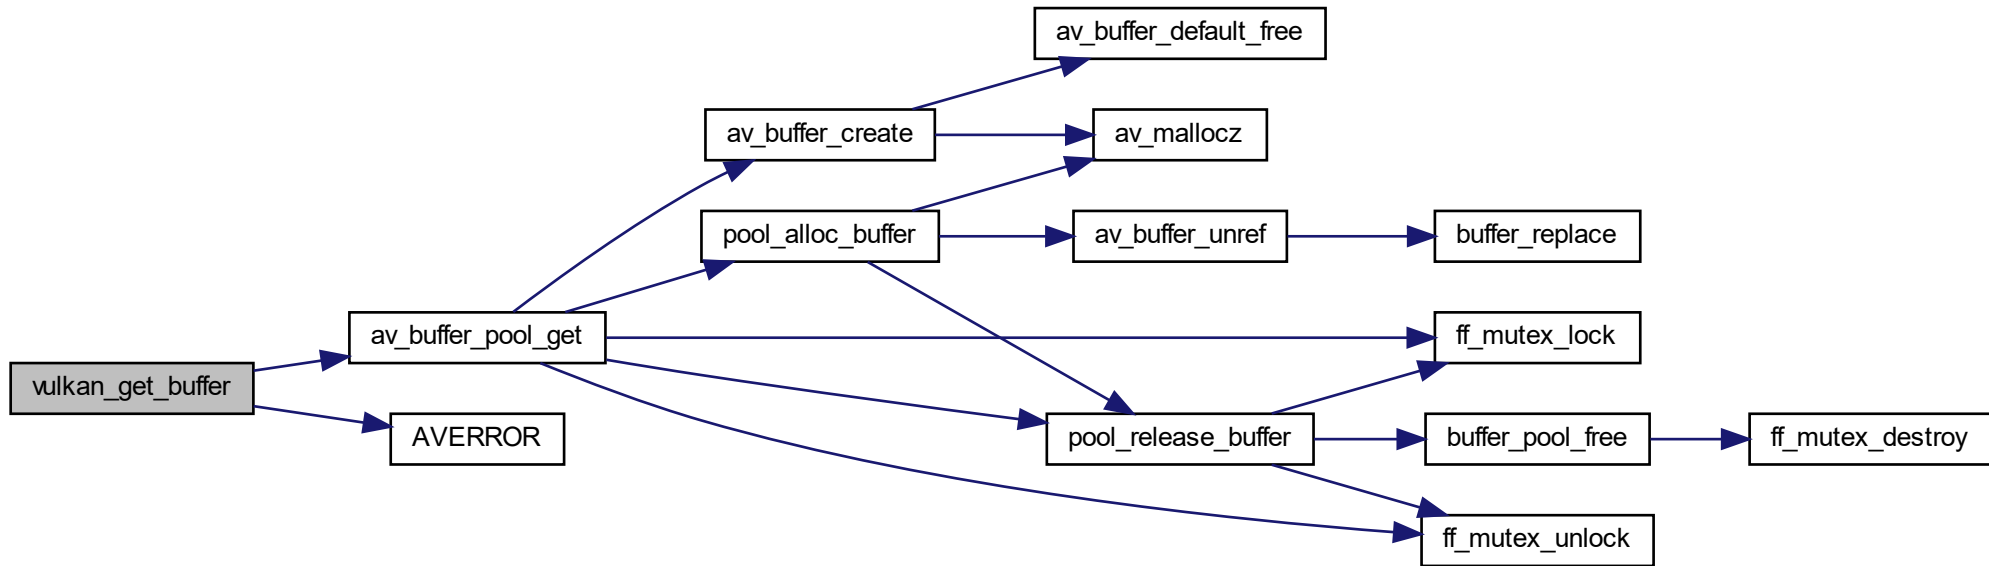 av_buffer_default_free
av_buffer_create
av_mallocz
pool_alloc_buffer
av_buffer_unref
buffer_replace
av_buffer_pool_get
ff_mutex_lock
vulkan_get_buffer
AVERROR
pool_release_buffer
buffer_pool_free
ff_mutex_destroy
ff_mutex_unlock